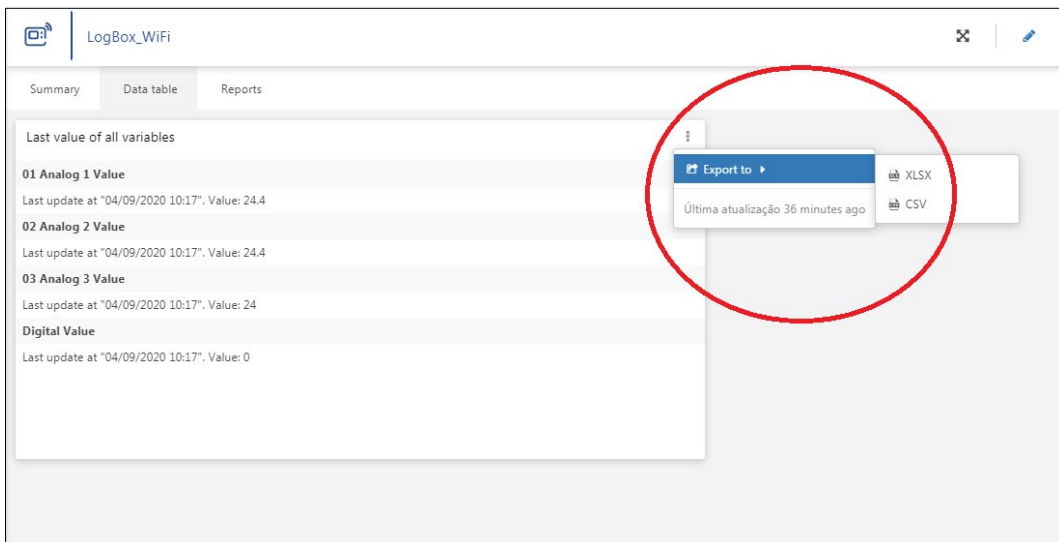 LogBox_WiFi
Summary Data table Reports
Last value of all variables
01 Analog 1 Value
Last update at "04/09/2020 10:17". Value: 24.4
02 Analog 2 Value
Last update at "04/09/2020 10:17". Value: 24.4
03 Analog 3 Value
Last update at "04/09/2020 10:17". Value: 24
Digital Value
Last update at "04/09/2020 10:17". Value: 0
Export to
Última atualização 36 minutes ago
XLSX
CSV